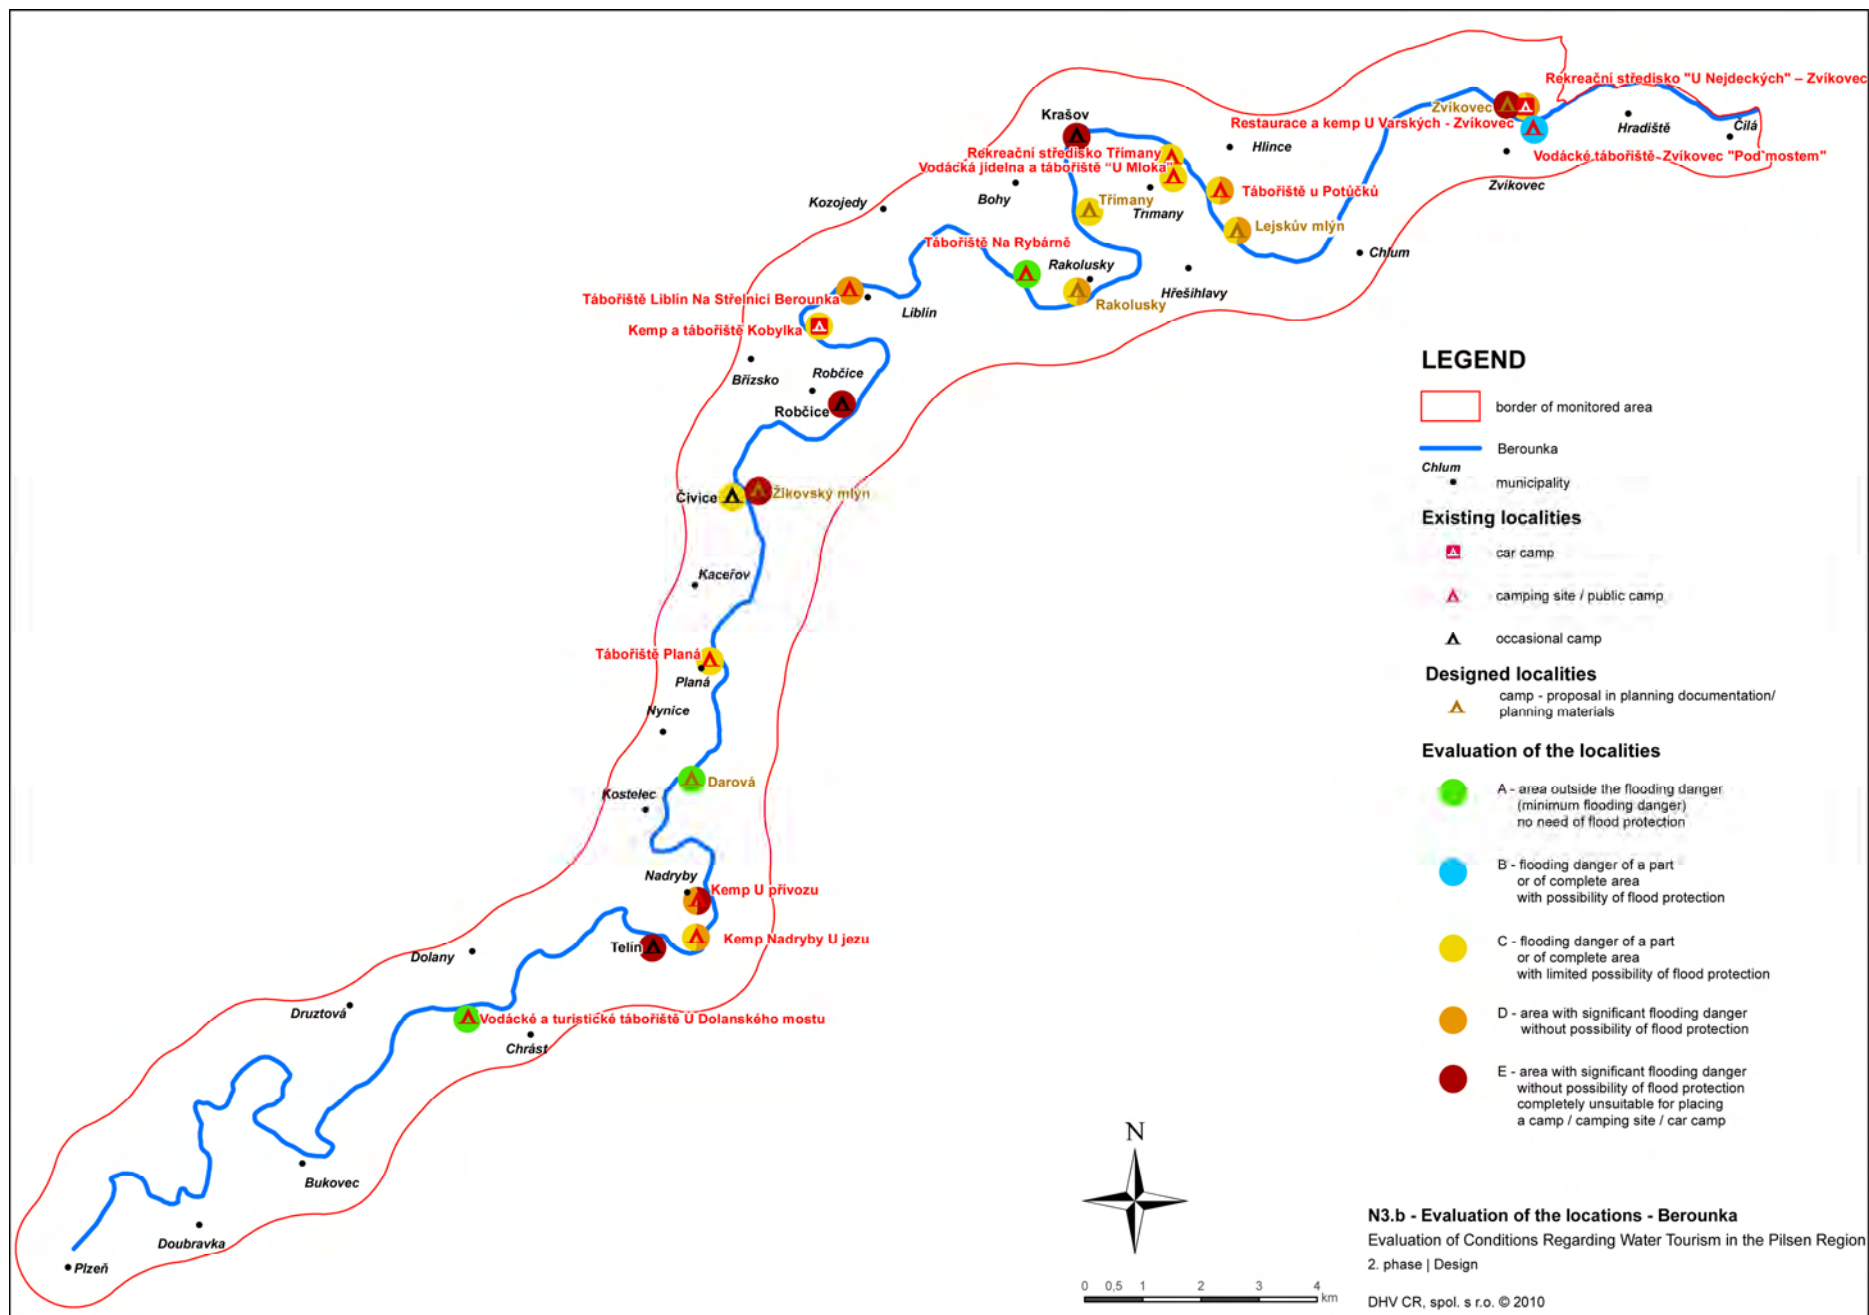 Rekreační středisko "U Nejdeckých" – Zvíkovec
Zvíkovec
Restaurace a kemp U Varských - Zvíkovec
Hradiště
Čilá
Vodácké tábořiště-Zvíkovec "Pod mostem"
Zvíkovec
Krašov
Hlince
Rekreační středisko Třímany
Vodácká jídelna a tábořiště "U Mloka"
Tábořiště u Potůčků
Bohy
Třímany
Třímany
Kozojedy
Lejskův mlýn
Chlum
Tábořiště Na Rybárně
Rakolusky
Hřešihlavy
Rakolusky
Tábořiště Liblín Na Střelnici Berounka
Liblín
Kemp a tábořiště Kobylka
Břízsko
Robčice
Robčice
Čívice
Žikovský mlýn
Kaceřov
Tábořiště Planá
Planá
Nynice
Darová
Kostelec
Nadryby
Kemp U přívozu
Kemp Nadryby U jezu
Telín
Dolany
Druztová
Vodácké a turistické tábořiště U Dolanského mostu
Chrást
Bukovec
Doubravka
Plzeň
LEGEND
border of monitored area
Berounka
Chlum
municipality
Existing localities
car camp
camping site / public camp
occasional camp
Designed localities
camp - proposal in planning documentation/
planning materials
Evaluation of the localities
A - area outside the flooding danger
(minimum flooding danger)
no need of flood protection
B - flooding danger of a part
or of complete area
with possibility of flood protection
C - flooding danger of a part
or of complete area
with limited possibility of flood protection
D - area with significant flooding danger
without possibility of flood protection
E - area with significant flooding danger
without possibility of flood protection
completely unsuitable for placing
a camp / camping site / car camp
N
0 0,5 1 2 3 4
km
N3.b - Evaluation of the locations - Berounka
Evaluation of Conditions Regarding Water Tourism in the Pilsen Region
2. phase | Design
DHV CR, spol. s r.o. © 2010